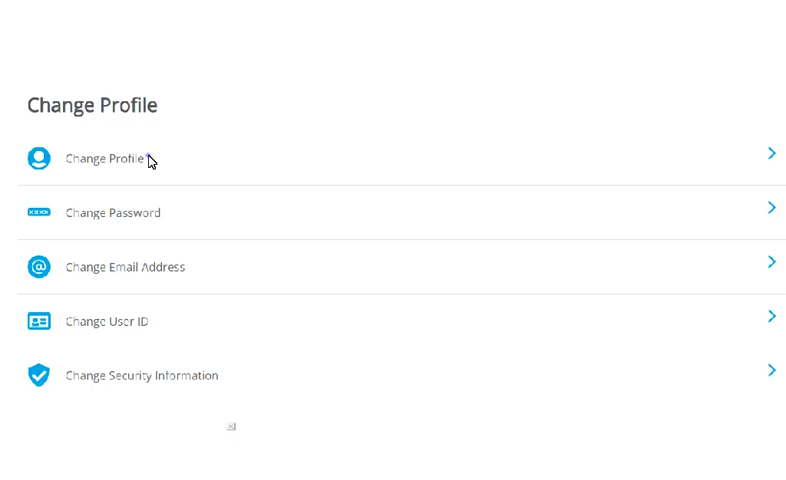 Change Profile
Change Profile
Change Password
Change Email Address
Change User ID
Change Security Information